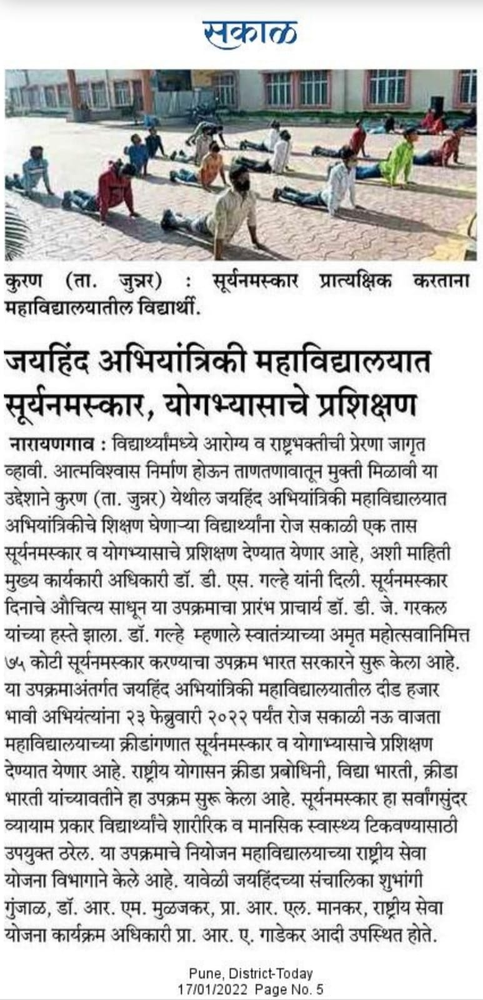 सकाळ
कुरण (ता. जुन्नर) : सूर्यनमस्कार प्रात्यक्षिक करताना
महाविद्यालयातील विद्यार्थी.
जयहिंद अभियांत्रिकी महाविद्यालयात
सूर्यनमस्कार, योगभ्यासाचे प्रशिक्षण
नारायणगाव : विद्यार्थ्यांमध्ये आरोग्य व राष्ट्रभक्तीची प्रेरणा जागृत
व्हावी. आत्मविश्वास निर्माण होऊन ताणतणावातून मुक्ती मिळावी या
उद्देशाने कुरण (ता. जुन्नर) येथील जयहिंद अभियांत्रिकी महाविद्यालयात
अभियांत्रिकीचे शिक्षण घेणाऱ्या विद्यार्थ्यांना रोज सकाळी एक तास
सूर्यनमस्कार व योगभ्यासाचे प्रशिक्षण देण्यात येणार आहे, अशी माहिती
मुख्य कार्यकारी अधिकारी डॉ. डी. एस. गल्हे यांनी दिली. सूर्यनमस्कार
दिनाचे औचित्य साधून या उपक्रमाचा प्रारंभ प्राचार्य डॉ. डी. जे. गरकल
यांच्या हस्ते झाला. डॉ. गल्हे म्हणाले स्वातंत्र्याच्या अमृत महोत्सवानिमित्त
७५ कोटी सूर्यनमस्कार करण्याचा उपक्रम भारत सरकारने सुरू केला आहे.
या उपक्रमाअंतर्गत जयहिंद अभियांत्रिकी महाविद्यालयातील दीड हजार
भावी अभियंत्यांना २३ फेब्रुवारी २०२२ पर्यंत रोज सकाळी नऊ वाजता
महाविद्यालयाच्या क्रीडांगणात सूर्यनमस्कार व योगाभ्यासाचे प्रशिक्षण
देण्यात येणार आहे. राष्ट्रीय योगासन क्रीडा प्रबोधिनी, विद्या भारती, क्रीडा
भारती यांच्यावतीने हा उपक्रम सुरू केला आहे. सूर्यनमस्कार हा सर्वांगसुंदर
व्यायाम प्रकार विद्यार्थ्यांचे शारीरिक व मानसिक स्वास्थ्य टिकवण्यासाठी
उपयुक्त ठरेल. या उपक्रमाचे नियोजन महाविद्यालयाच्या राष्ट्रीय सेवा
योजना विभागाने केले आहे. यावेळी जयहिंदच्या संचालिका शुभांगी
गुंजाळ, डॉ. आर. एम. मुळजकर, प्रा. आर. एल. मानकर, राष्ट्रीय सेवा
योजना कार्यक्रम अधिकारी प्रा. आर. ए. गाडेकर आदी उपस्थित होते.
Pune, District-Today
17/01/2022 Page No. 5